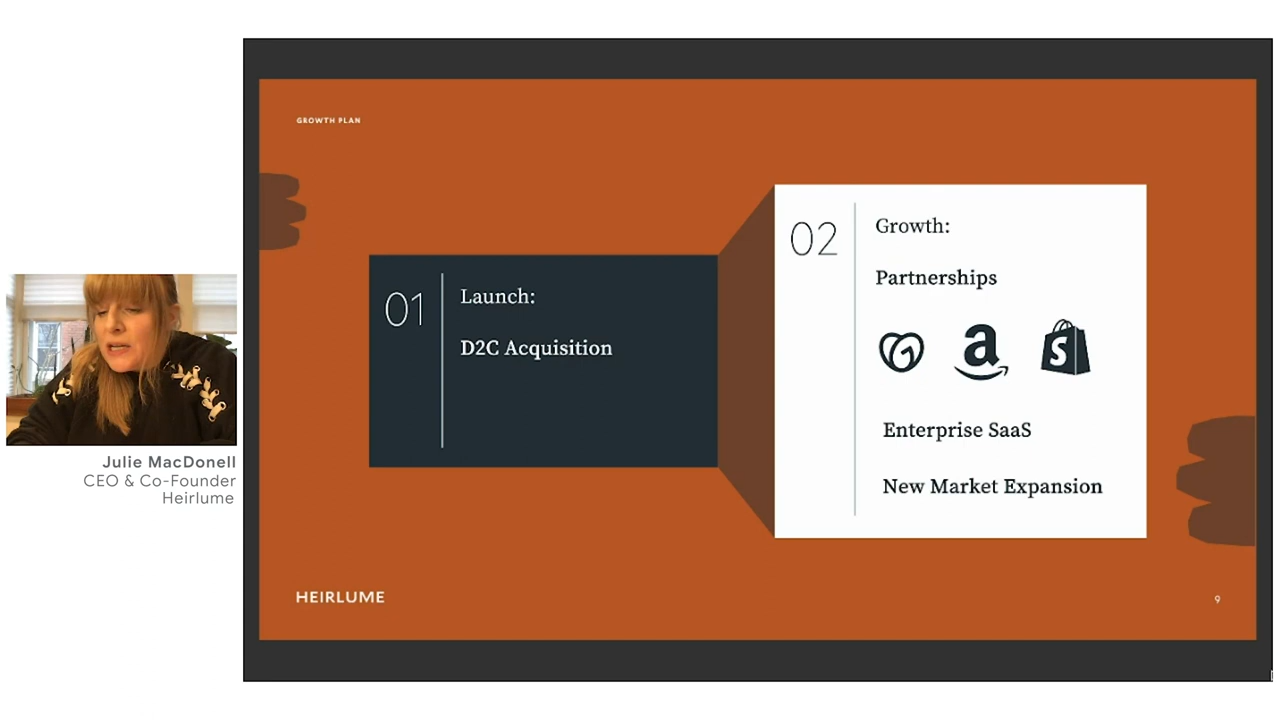 GROWTH PLAN
01
Launch:
D2C Acquisition
02
Growth:
Partnerships
a
S
Enterprise SaaS
New Market Expansion
Julie MacDonell
CEO & Co-Founder
Heirlume
HEIRLUME
9